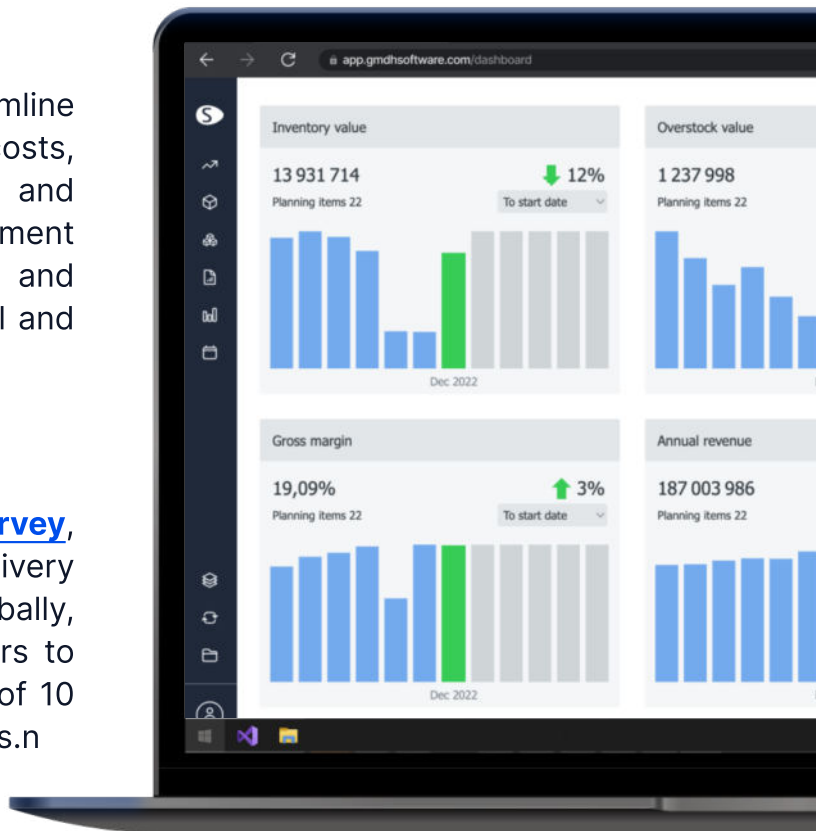 mline
osts,
and
ment
and
l and
rvey,
ivery
bally,
rs to
of 10
s.n
app.gmdhsoftware.com/dashboard
S
Inventory value
13 931 714
12%
Planning items 22
To start date
Dec 2022
Overstock value
1 237 998
Planning items 22
Gross margin
19,09%
3%
Planning items 22
To start date
Dec 2022
Annual revenue
187 003 986
Planning items 22